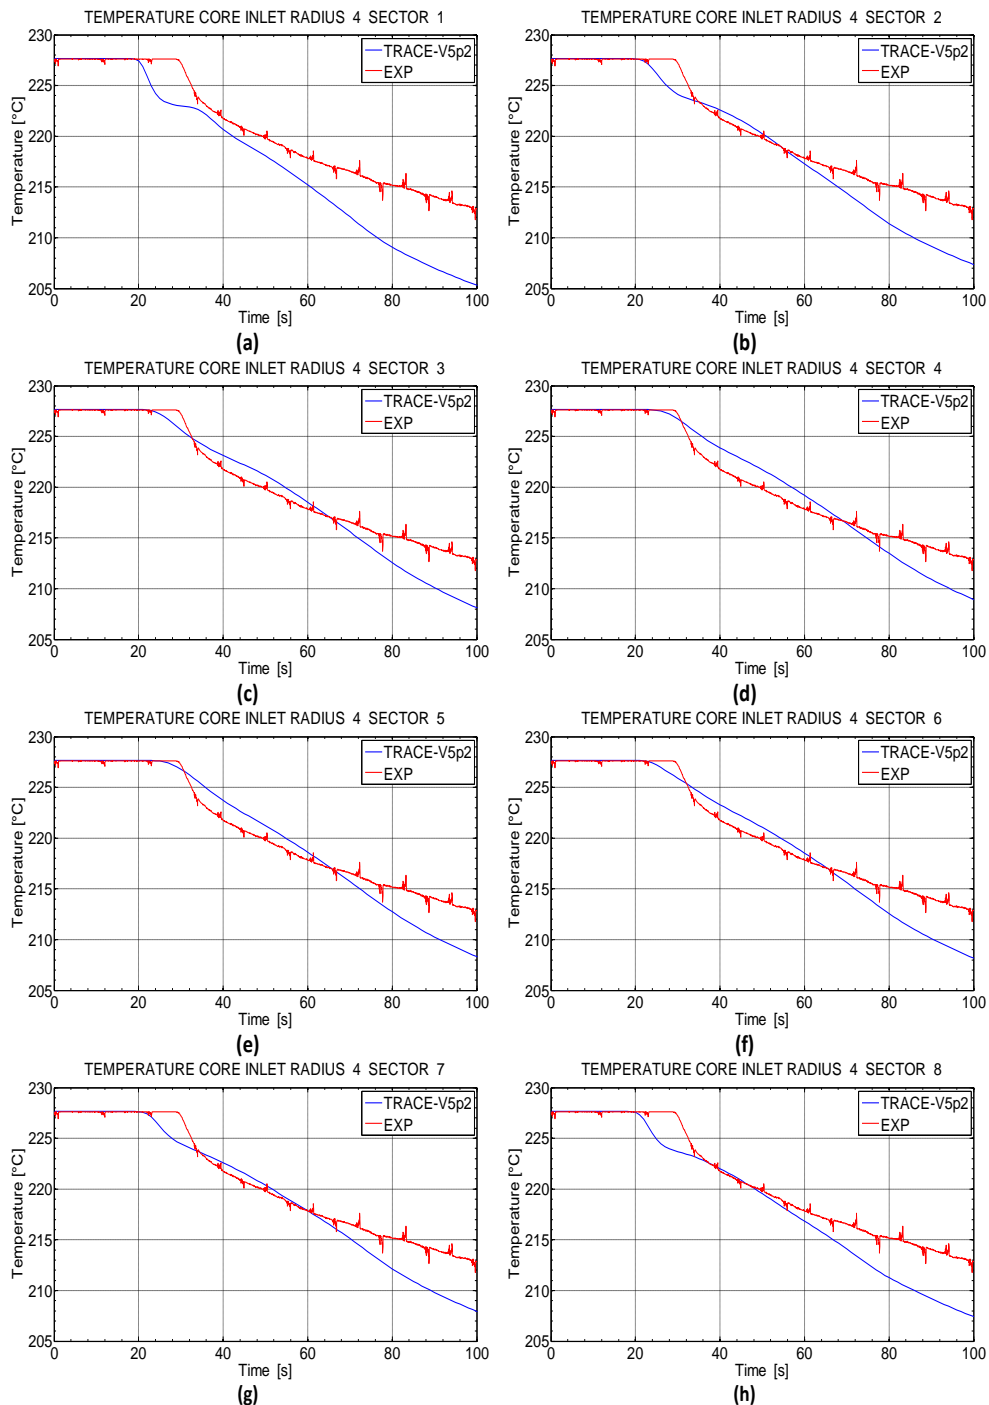 TEMPERATURE CORE INLET RADIUS 4 SECTOR 1
TEMPERATURE CORE INLET RADIUS 4 SECTOR 2
230
225
220
215
210
205
Temperature [°C]
TRACE-V5p2
EXP
0 20 40 60 80 100
Time [s]
(a)
230
225
220
215
210
205
Temperature [°C]
TRACE-V5p2
EXP
0 20 40 60 80 100
Time [s]
(b)
TEMPERATURE CORE INLET RADIUS 4 SECTOR 3
TEMPERATURE CORE INLET RADIUS 4 SECTOR 4
230
225
220
215
210
205
Temperature [°C]
TRACE-V5p2
EXP
0 20 40 60 80 100
Time [s]
(c)
230
225
220
215
210
205
Temperature [°C]
TRACE-V5p2
EXP
0 20 40 60 80 100
Time [s]
(d)
TEMPERATURE CORE INLET RADIUS 4 SECTOR 5
TEMPERATURE CORE INLET RADIUS 4 SECTOR 6
230
225
220
215
210
205
Temperature [°C]
TRACE-V5p2
EXP
0 20 40 60 80 100
Time [s]
(e)
230
225
220
215
210
205
Temperature [°C]
TRACE-V5p2
EXP
0 20 40 60 80 100
Time [s]
(f)
TEMPERATURE CORE INLET RADIUS 4 SECTOR 7
TEMPERATURE CORE INLET RADIUS 4 SECTOR 8
230
225
220
215
210
205
Temperature [°C]
TRACE-V5p2
EXP
0 20 40 60 80 100
Time [s]
(g)
230
225
220
215
210
205
Temperature [°C]
TRACE-V5p2
EXP
0 20 40 60 80 100
Time [s]
(h)